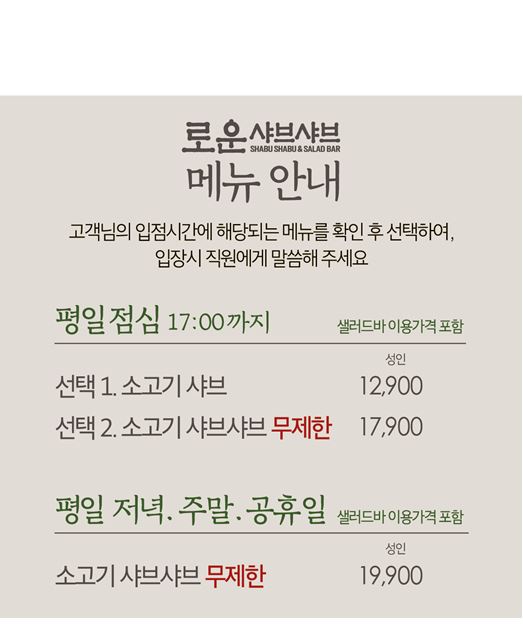 로운 샤브샤브
SHABU SHABU & SALAD BAR
메뉴 안내
고객님의 입점시간에 해당되는 메뉴를 확인 후 선택하여,
입장시 직원에게 말씀해 주세요
평일점심 17:00까지 샐러드바 이용가격 포함
성인
선택 1. 소고기 샤브 12,900
선택 2. 소고기 샤브샤브 무제한 17,900
평일 저녁. 주말. 공휴일 샐러드바 이용가격 포함
성인
소고기 샤브샤브 무제한 19,900